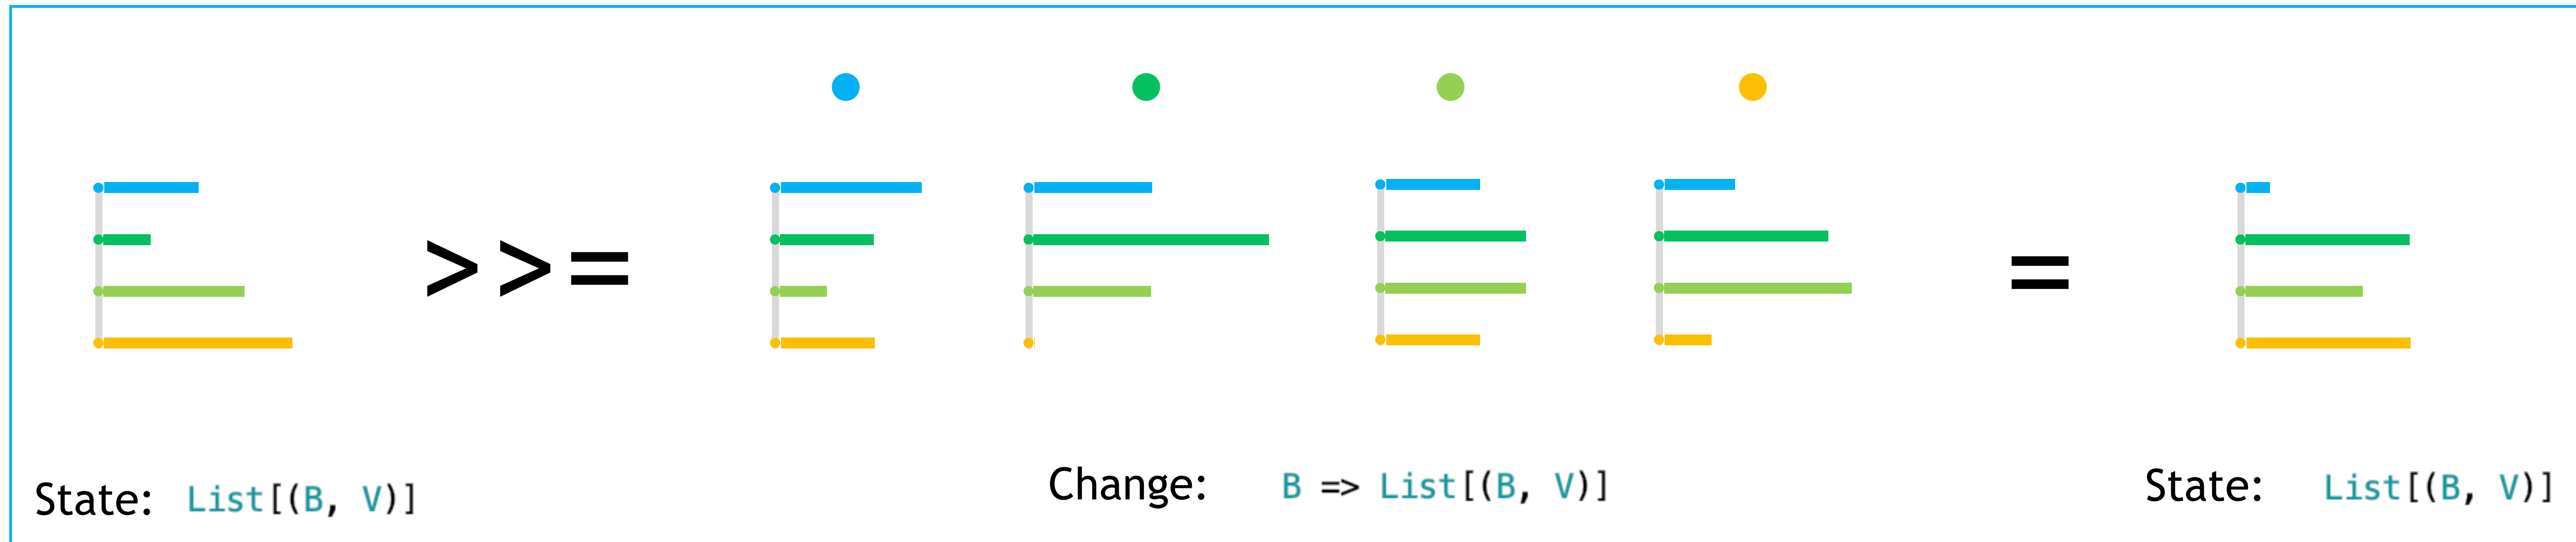 >>=
=
State: List[(B, V)]
Change: B => List[(B, V)]
State: List[(B, V)]